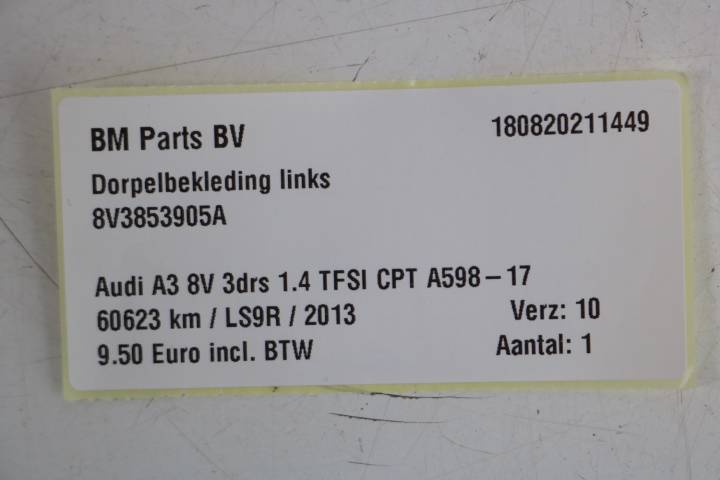 BM Parts BV 180820211449
Dorpelbekleding links
8V3853905A
Audi A3 8V 3drs 1.4 TFSI CPT A598-17
60623 km / LS9R / 2013 Verz: 10
9.50 Euro incl. BTW Aantal: 1